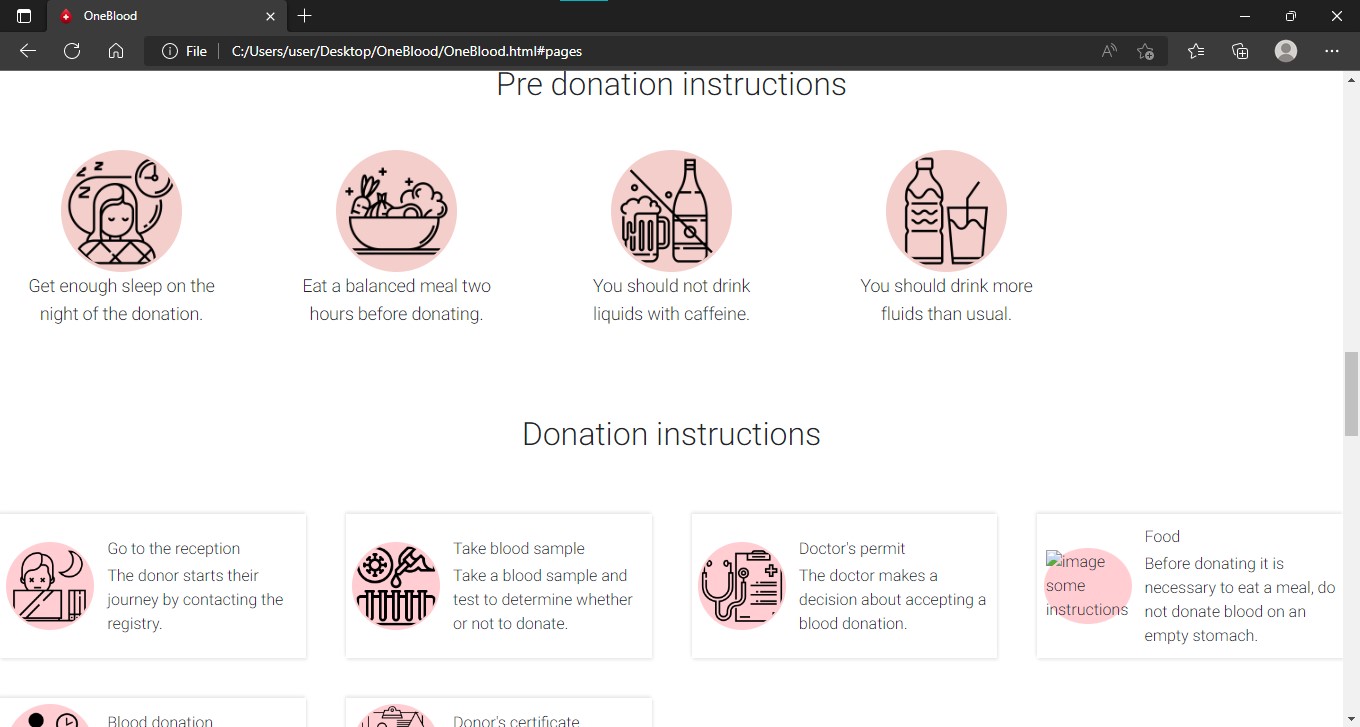 OneBlood
File
C:/Users/user/Desktop/OneBlood/OneBlood.html#pages
Pre donation instructions
z z
z
Get enough sleep on the
night of the donation.
Eat a balanced meal two
hours before donating.
You should not drink
liquids with caffeine.
You should drink more
fluids than usual.
Donation instructions
Go to the reception
The donor starts their
journey by contacting the
registry.
Take blood sample
Take a blood sample and
test to determine whether
or not to donate.
Doctor's permit
The doctor makes a
decision about accepting a
blood donation.
image
some
instructions
Food
Before donating it is
necessary to eat a meal, do
not donate blood on an
empty stomach.
Blood donation
Donor's certificate